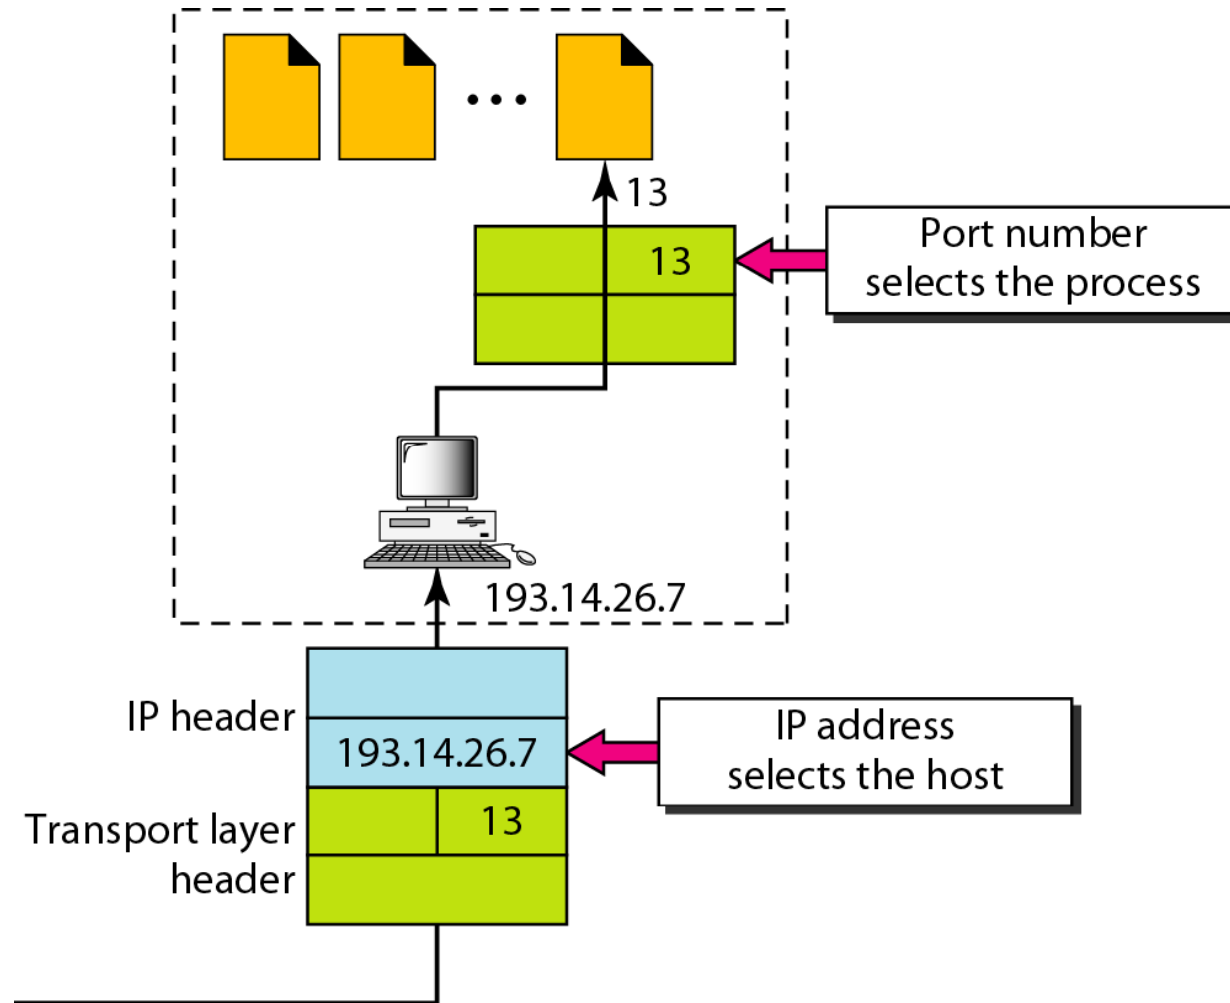 13
13
Port number
selects the process
193.14.26.7
IP header
193.14.26.7
IP address
selects the host
Transport layer
header
13